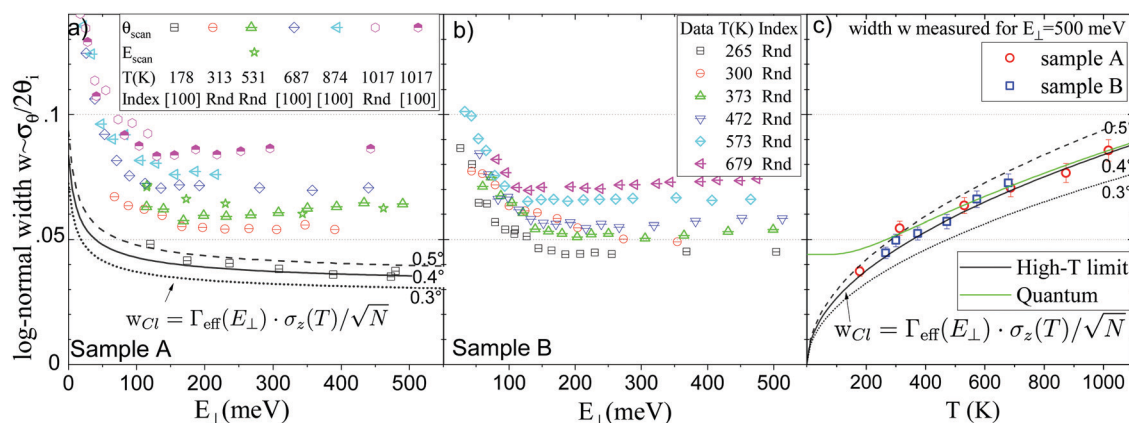 a)
θscan
Escan
T(K) 178 313 531 687 874 1017 1017
Index [100] Rnd Rnd [100] [100] Rnd [100]
b)
Data T(K) Index
265 Rnd
300 Rnd
373 Rnd
472 Rnd
573 Rnd
679 Rnd
c) width w measured for E⊥=500 meV
sample A
sample B
log-normal width w~σθ/2θi
.1
.05
0
0.5°
0.4°
0.3°
wCl = Γeff(E⊥) · σz(T)/√N
Sample A
Sample B
0.5°
0.4°
0.3°
High-T limit
Quantum
wCl = Γeff(E⊥) · σz(T)/√N
0 100 200 300 400 500
E⊥(meV)
0 100 200 300 400 500
E⊥(meV)
200 400 600 800 1000
T (K)